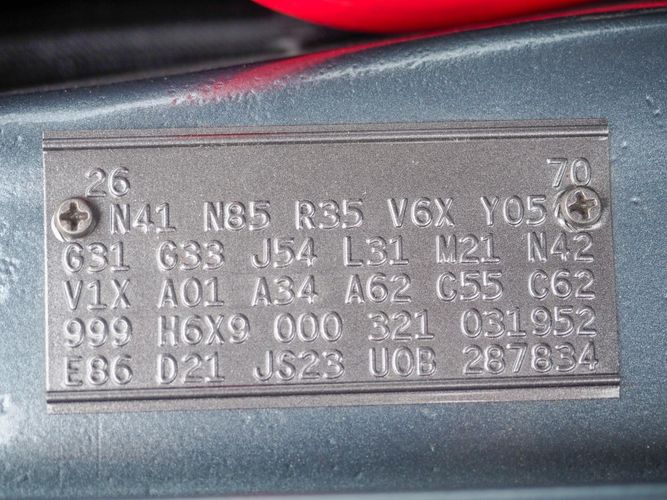 26 70
N41 N85 R35 V6X Y05
G31 G33 J54 L31 M21 N42
V1X A01 A34 A62 C55 C62
999 H6X9 000 321 031952
E86 D21 JS23 U0B 287834